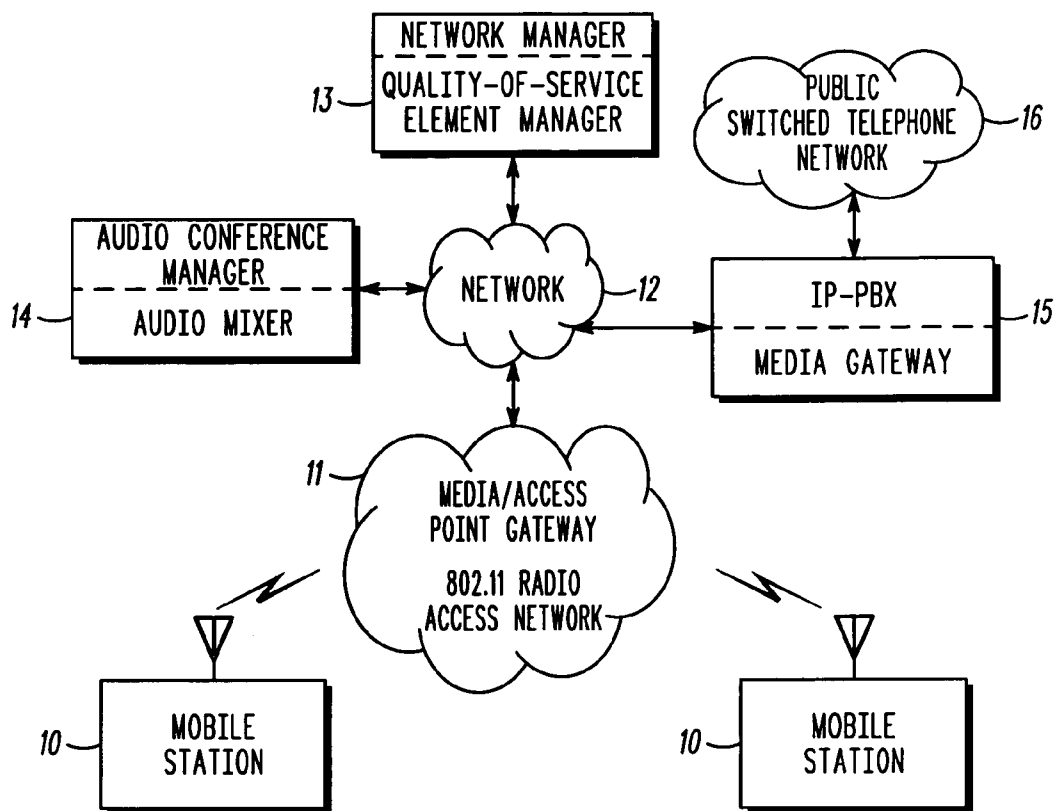 NETWORK MANAGER
QUALITY-OF-SERVICE
ELEMENT MANAGER
13
PUBLIC
SWITCHED TELEPHONE
NETWORK
16
AUDIO CONFERENCE
MANAGER
AUDIO MIXER
14
NETWORK
12
IP-PBX
MEDIA GATEWAY
15
11
MEDIA/ACCESS
POINT GATEWAY
802.11 RADIO
ACCESS NETWORK
10
MOBILE
STATION
10
MOBILE
STATION